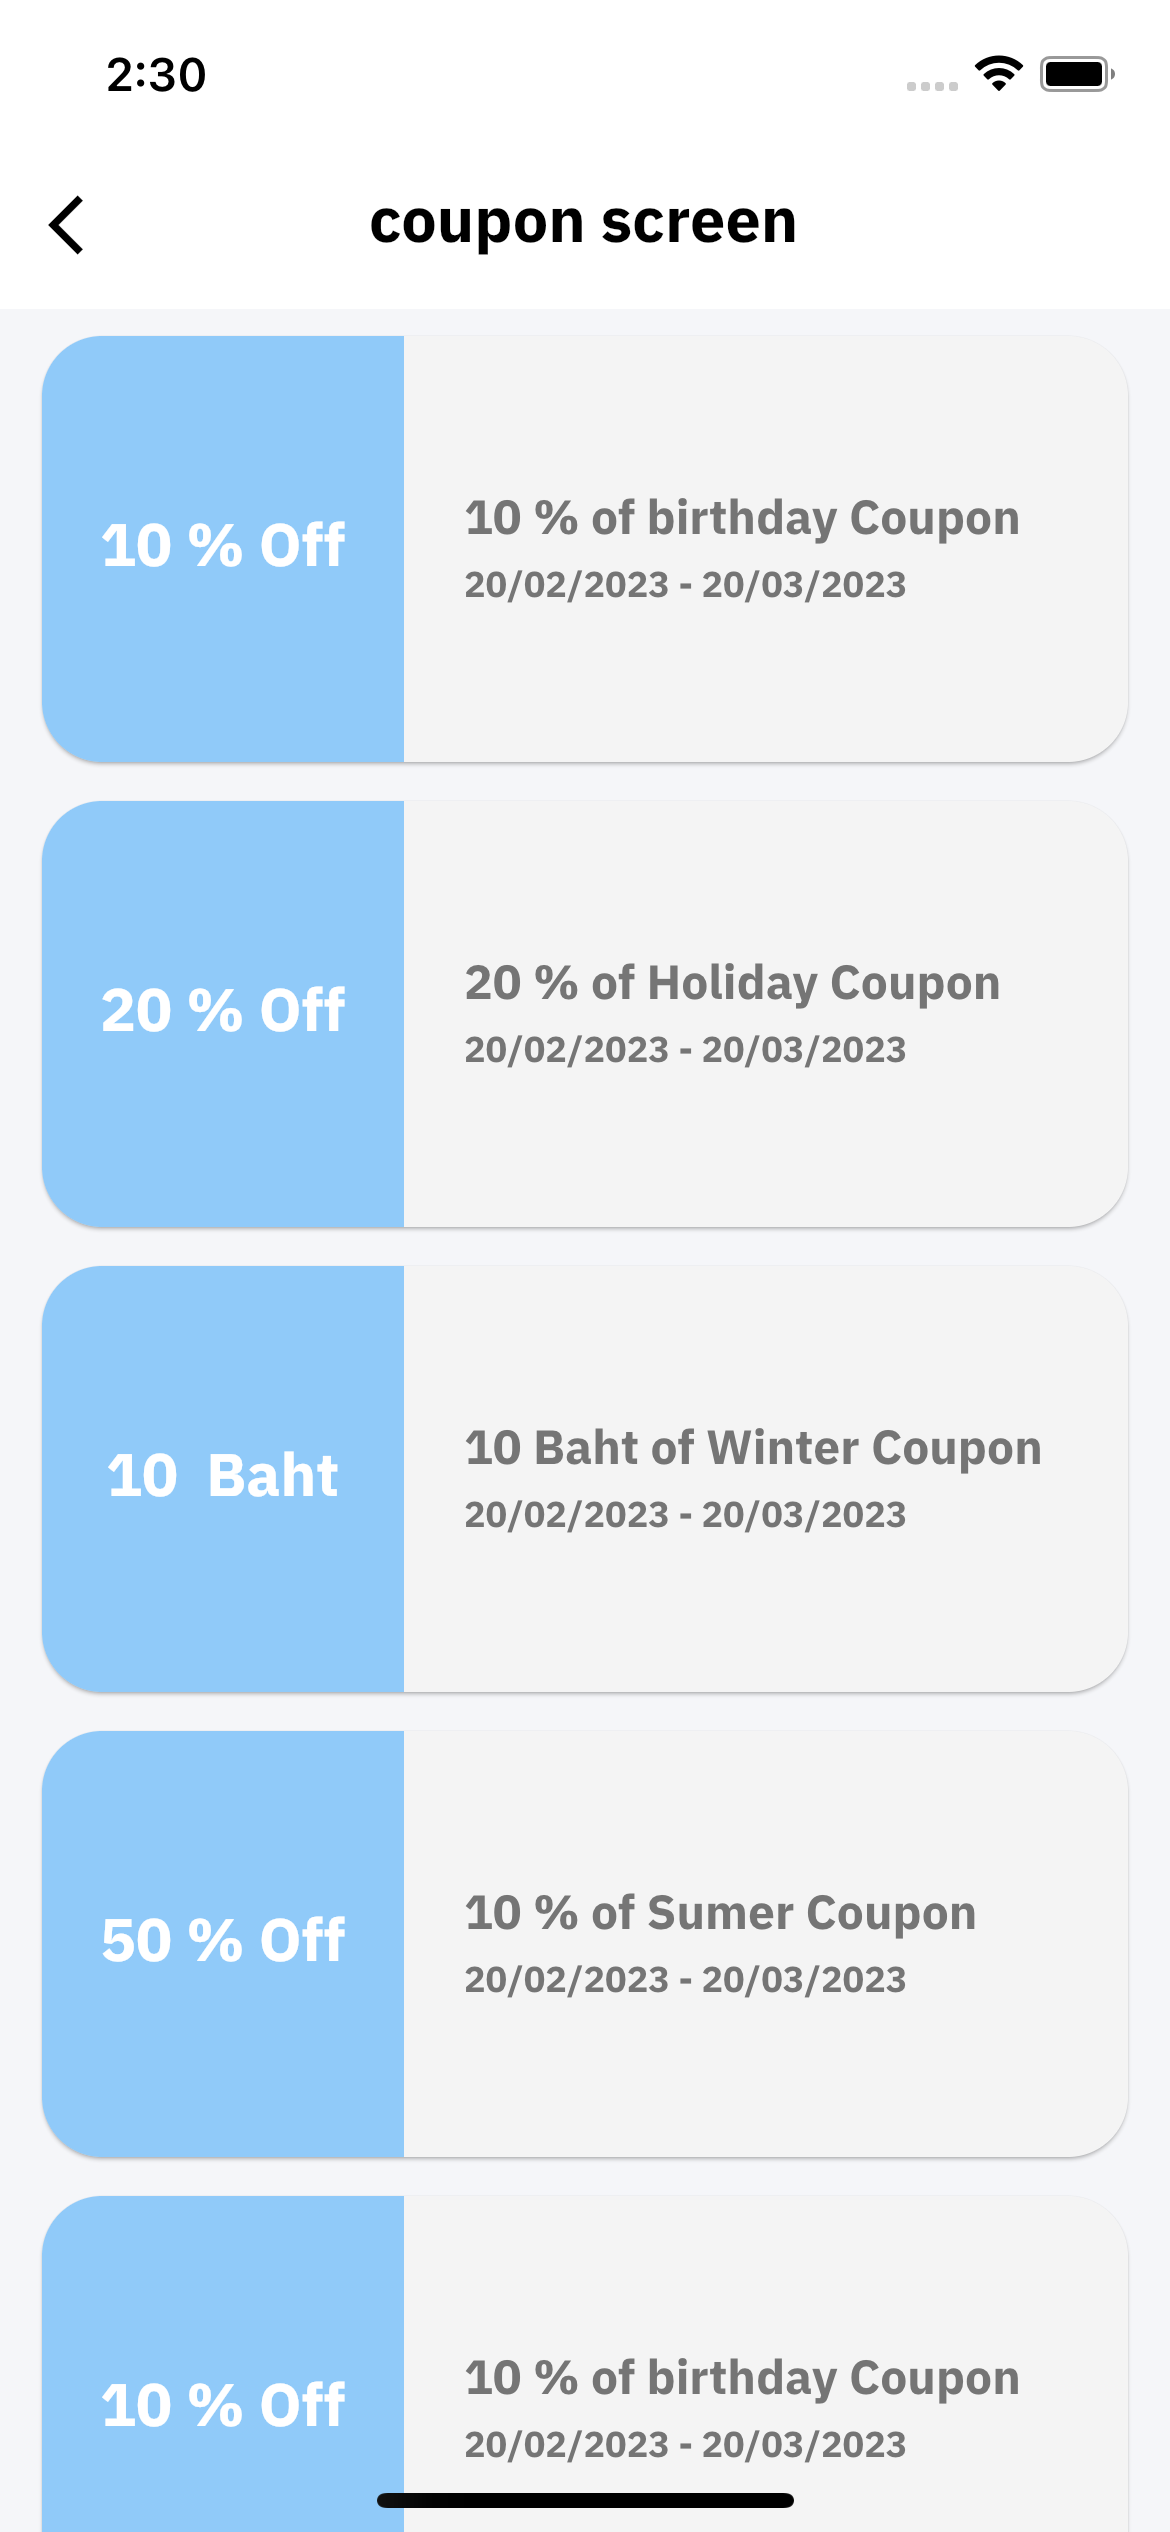 2:30
coupon screen
10 % Off
10 % of birthday Coupon
20/02/2023 - 20/03/2023
20 % Off
20 % of Holiday Coupon
20/02/2023 - 20/03/2023
10  Baht
10 Baht of Winter Coupon
20/02/2023 - 20/03/2023
50 % Off
10 % of Sumer Coupon
20/02/2023 - 20/03/2023
10 % Off
10 % of birthday Coupon
20/02/2023 - 20/03/2023